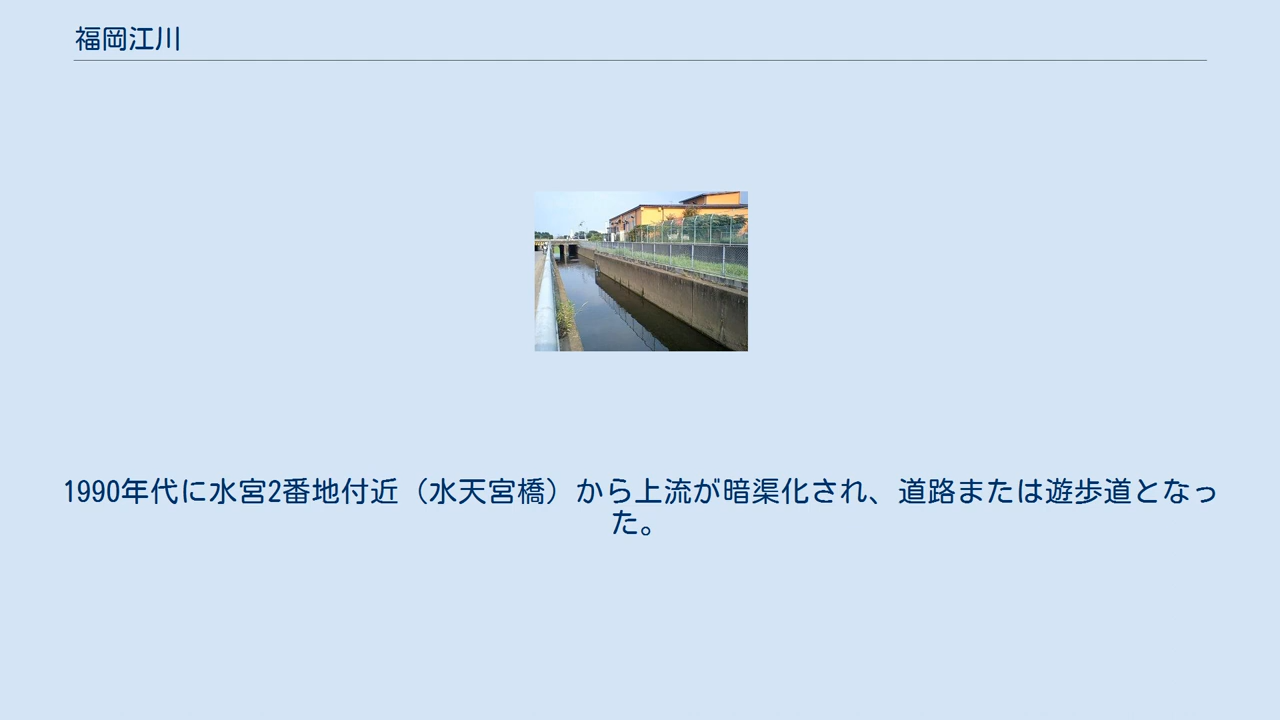 福岡江川
1990年代に水宮2番地付近（水天宮橋）から上流が暗渠化され、道路または遊歩道となっ
た。